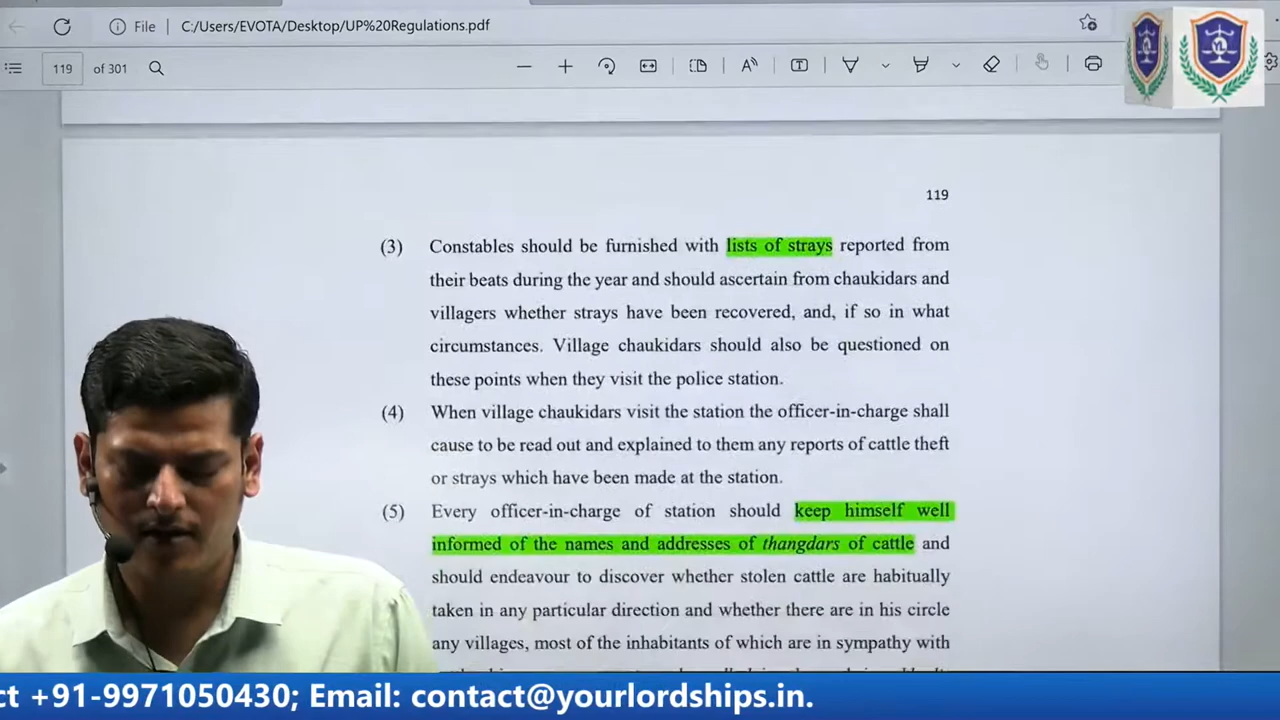 File | C:/Users/EVOTA/Desktop/UP%20Regulations.pdf
119 of 301
119
(3) Constables should be furnished with lists of strays reported from
their beats during the year and should ascertain from chaukidars and
villagers whether strays have been recovered, and, if so in what
circumstances. Village chaukidars should also be questioned on
these points when they visit the police station.
(4) When village chaukidars visit the station the officer-in-charge shall
cause to be read out and explained to them any reports of cattle theft
or strays which have been made at the station.
(5) Every officer-in-charge of station should keep himself well
informed of the names and addresses of thangdars of cattle and
should endeavour to discover whether stolen cattle are habitually
taken in any particular direction and whether there are in his circle
any villages, most of the inhabitants of which are in sympathy with
ct +91-9971050430; Email: contact@yourlordships.in.